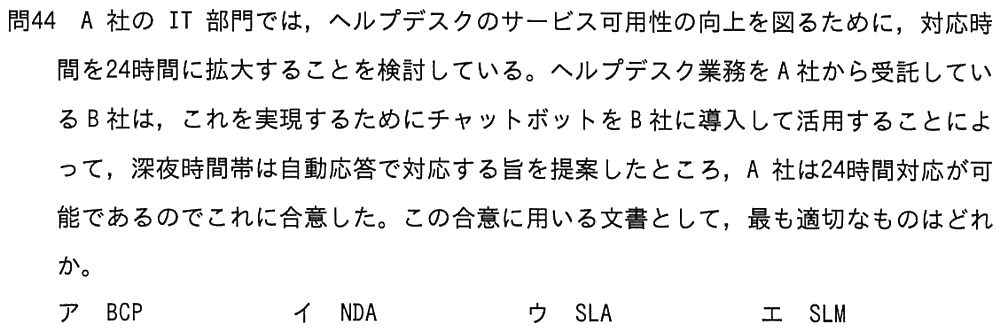 問44 A 社の IT 部門では，ヘルプデスクのサービス可用性の向上を図るために，対応時
間を24時間に拡大することを検討している。ヘルプデスク業務を A 社から受託してい
る B 社は，これを実現するためにチャットボットを B 社に導入して活用することによ
って，深夜時間帯は自動応答で対応する旨を提案したところ，A 社は24時間対応が可
能であるのでこれに合意した。この合意に用いる文書として，最も適切なものはどれ
か。
ア BCP イ NDA ウ SLA エ SLM